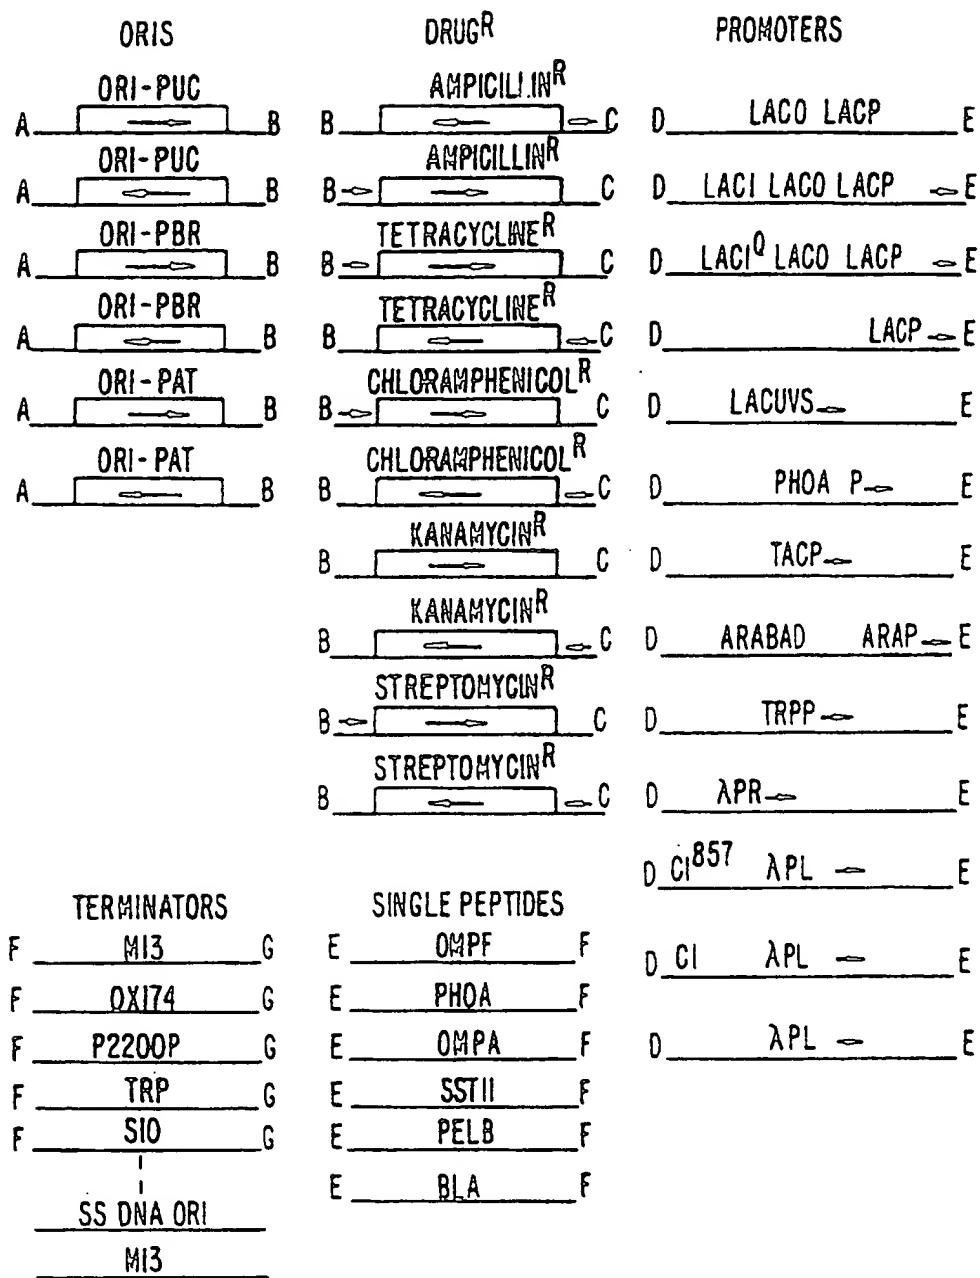 ORIS
ORI-PUC
A B
ORI-PUC
A B
ORI-PBR
A B
ORI-PBR
A B
ORI-PAT
A B
ORI-PAT
A B
DRUGR
AMPICILLINR
B C
AMPICILLINR
B C
TETRACYCLINER
B C
TETRACYCLINER
B C
CHLORAMPHENICOLR
B C
CHLORAMPHENICOLR
B C
KANAMYCINR
B C
KANAMYCINR
B C
STREPTOMYCINR
B C
STREPTOMYCINR
B C
PROMOTERS
D LACO LACP E
D LACI LACO LACP E
D LACIQ LACO LACP E
D LACP E
D LACUVS E
D PHOA P E
D TACP E
D ARABAD ARAP E
D TRPP E
D λPR E
D CI857 λPL E
D CI λPL E
D λPL E
TERMINATORS
F M13 G
F OX174 G
F P2200P G
F TRP G
F S10 G
SS DNA ORI
M13
SINGLE PEPTIDES
E OMPF F
E PHOA F
E OMPA F
E SSTII F
E PELB F
E BLA F